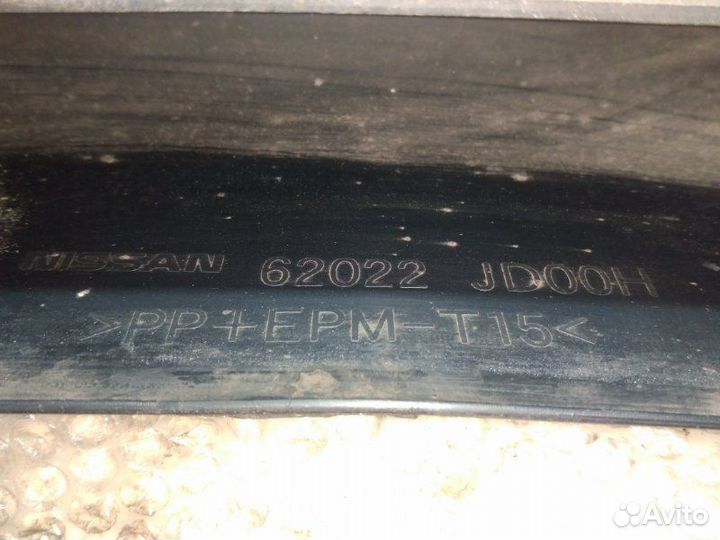 NISSAN 62022 JD00H
>PP+EPM-T15<
Avito